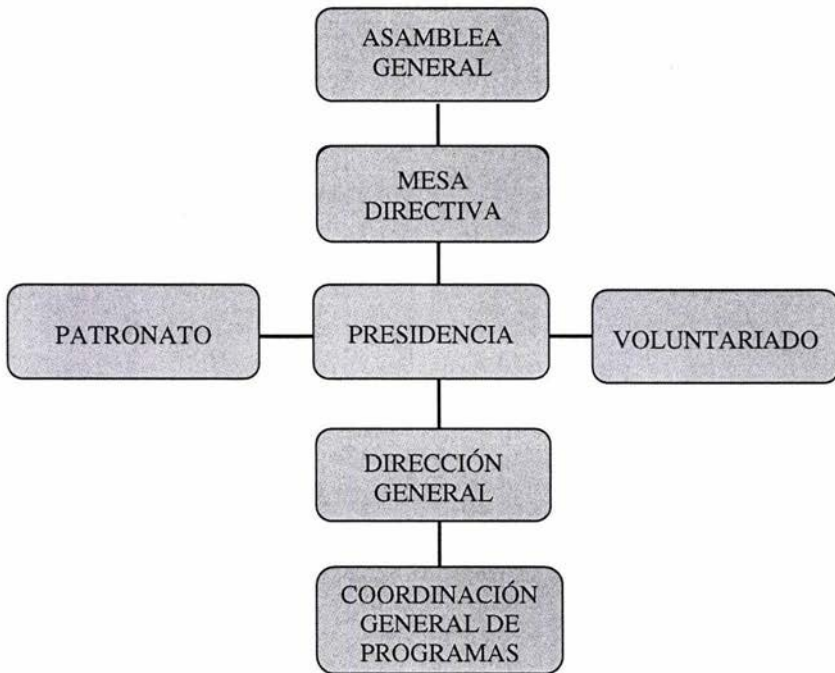 ASAMBLEA
GENERAL
MESA
DIRECTIVA
PATRONATO
PRESIDENCIA
VOLUNTARIADO
DIRECCIÓN
GENERAL
COORDINACIÓN
GENERAL DE
PROGRAMAS